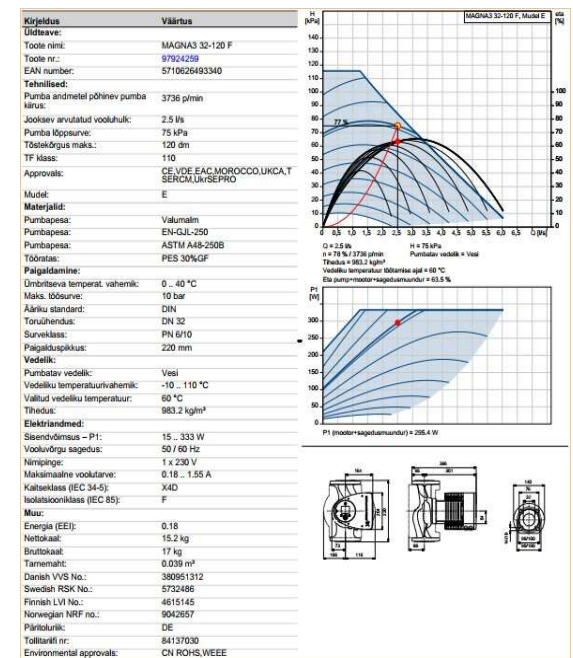 Kirjeldus Väärtus
Üldteave:
Toote nimi: MAGNA3 32-120 F
Toote nr.: 97924259
EAN number: 5710626493340
Tehnilised:
Pumba andmetel põhinev pumba kiirus: 3736 p/min
Jooksev arvutatud vooluhulk: 2.5 l/s
Pumba lõppsurve: 75 kPa
Tõstekõrgus maks.: 120 dm
TF klass: 110
Approvals: CE,VDE,EAC,MOROCCO,UKCA,T
SERCM,UkrSEPRO
Mudel: E
Materjalid:
Pumbapesa: Valumalm
Pumbapesa: EN-GJL-250
Pumbapesa: ASTM A48-250B
Tööratas: PES 30%GF
Paigaldamine:
Ümbritseva temperat. vahemik: 0 .. 40 °C
Maks. töösurve: 10 bar
Ääriku standard: DIN
Toruühendus: DN 32
Surveklass: PN 6/10
Paigalduspikkus: 220 mm
Vedelik:
Pumbatav vedelik: Vesi
Vedeliku temperatuurivahemik: -10 .. 110 °C
Valitud vedeliku temperatuur: 60 °C
Tihedus: 983.2 kg/m³
Elektriandmed:
Sisendvõimsus – P1: 15 .. 333 W
Vooluvõrgu sagedus: 50 / 60 Hz
Nimipinge: 1 x 230 V
Maksimaalne voolutarve: 0.18 .. 1.55 A
Kaitseklass (IEC 34-5): X4D
Isolatsiooniklass (IEC 85): F
Muu:
Energia (EEI): 0.18
Nettokaal: 15.2 kg
Bruttokaal: 17 kg
Tarnemaht: 0.039 m³
Danish VVS No.: 380951312
Swedish RSK No.: 5732486
Finnish LVI No.: 4615145
Norwegian NRF no.: 9042657
Päritoluriik: DE
Tollitariifi nr: 84137030
Environmental approvals: CN ROHS,WEEE
H
[kPa]
MAGNA3 32-120 F, Mudel E
eta
[%]
140
130
120
110
100 100
90 90
80 80
77 %
70 70
60 60
50 50
40 40
30 30
20 20
10 10
0 0
0 0,5 1,0 1,5 2,0 2,5 3,0 3,5 4,0 4,5 5,0 5,5 6,0 6,5 Q [l/s]
Q = 2.5 l/s H = 75 kPa
n = 78 % / 3736 p/min Pumbatav vedelik = Vesi
Tihedus = 983.2 kg/m³
Vedeliku temperatuur töötamise ajal = 60 °C
Eta pump+mootor+sagedusmuundur = 63.5 %
P1
[W]
300
250
200
150
100
50
0
P1 (mootor+sagedusmuundur) = 295.4 W